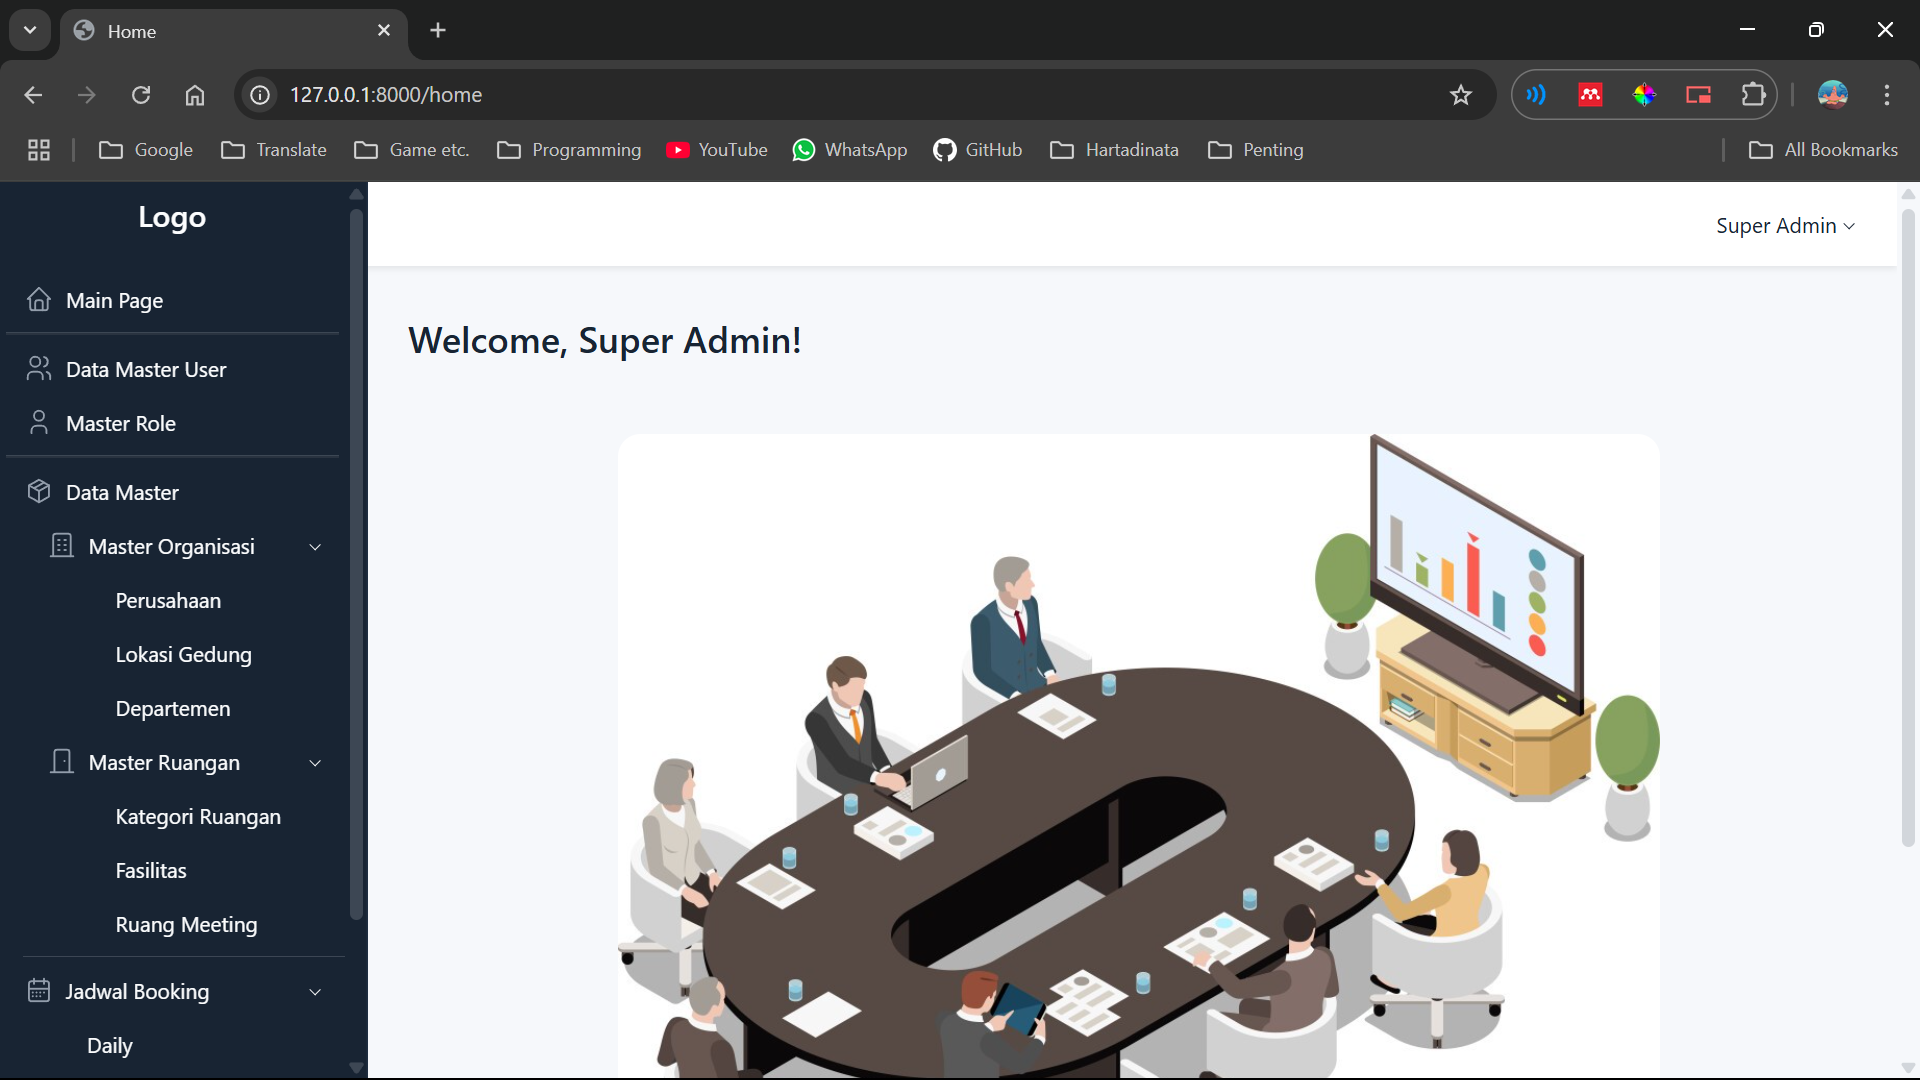 Home
127.0.0.1:8000/home
Google
Translate
Game etc.
Programming
YouTube
WhatsApp
GitHub
Hartadinata
Penting
All Bookmarks
Logo
Main Page
Data Master User
Master Role
Data Master
Master Organisasi
Perusahaan
Lokasi Gedung
Departemen
Master Ruangan
Kategori Ruangan
Fasilitas
Ruang Meeting
Jadwal Booking
Daily
Super Admin
Welcome, Super Admin!